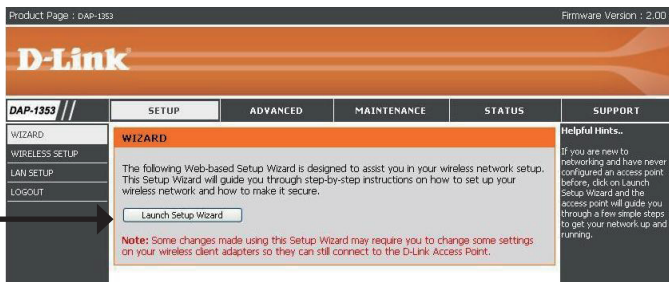 Product Page : DAP-1353
Firmware Version : 2.00
D-Link
DAP-1353
SETUP
ADVANCED
MAINTENANCE
STATUS
SUPPORT
WIZARD
WIRELESS SETUP
LAN SETUP
LOGOUT
WIZARD
The following Web-based Setup Wizard is designed to assist you in your wireless network setup.
This Setup Wizard will guide you through step-by-step instructions on how to set up your
wireless network and how to make it secure.
Launch Setup Wizard
Note: Some changes made using this Setup Wizard may require you to change some settings
on your wireless client adapters so they can still connect to the D-Link Access Point.
Helpful Hints..
If you are new to
networking and have never
configured an access point
before, click on Launch
Setup Wizard and the
access point will guide you
through a few simple steps
to get your network up and
running.